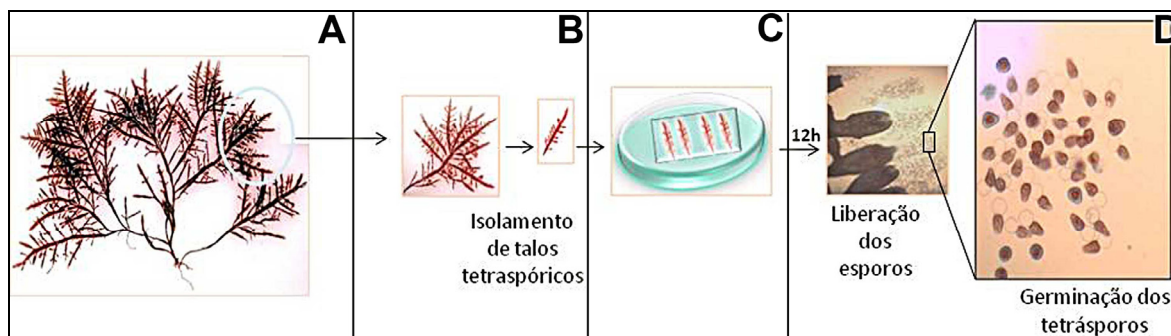 A
B
C
D
Isolamento
de talos
tetraspóricos
12h
Liberação
dos
esporos
Germinação dos
tetrásporos